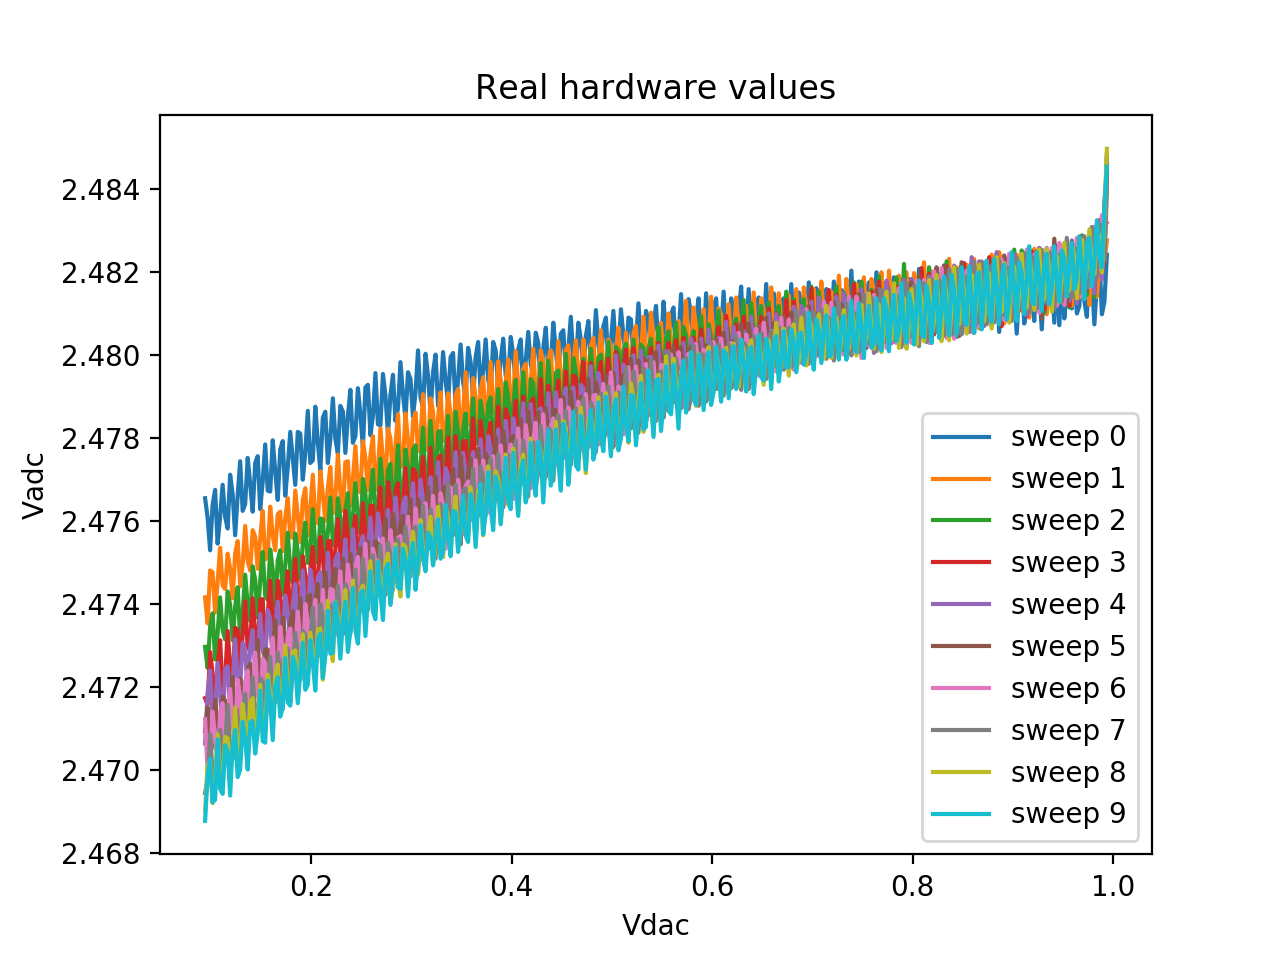 Real hardware values
Vadc
2.484
2.482
2.480
2.478
2.476
2.474
2.472
2.470
2.468
sweep 0
sweep 1
sweep 2
sweep 3
sweep 4
sweep 5
sweep 6
sweep 7
sweep 8
sweep 9
0.2 0.4 0.6 0.8 1.0
Vdac